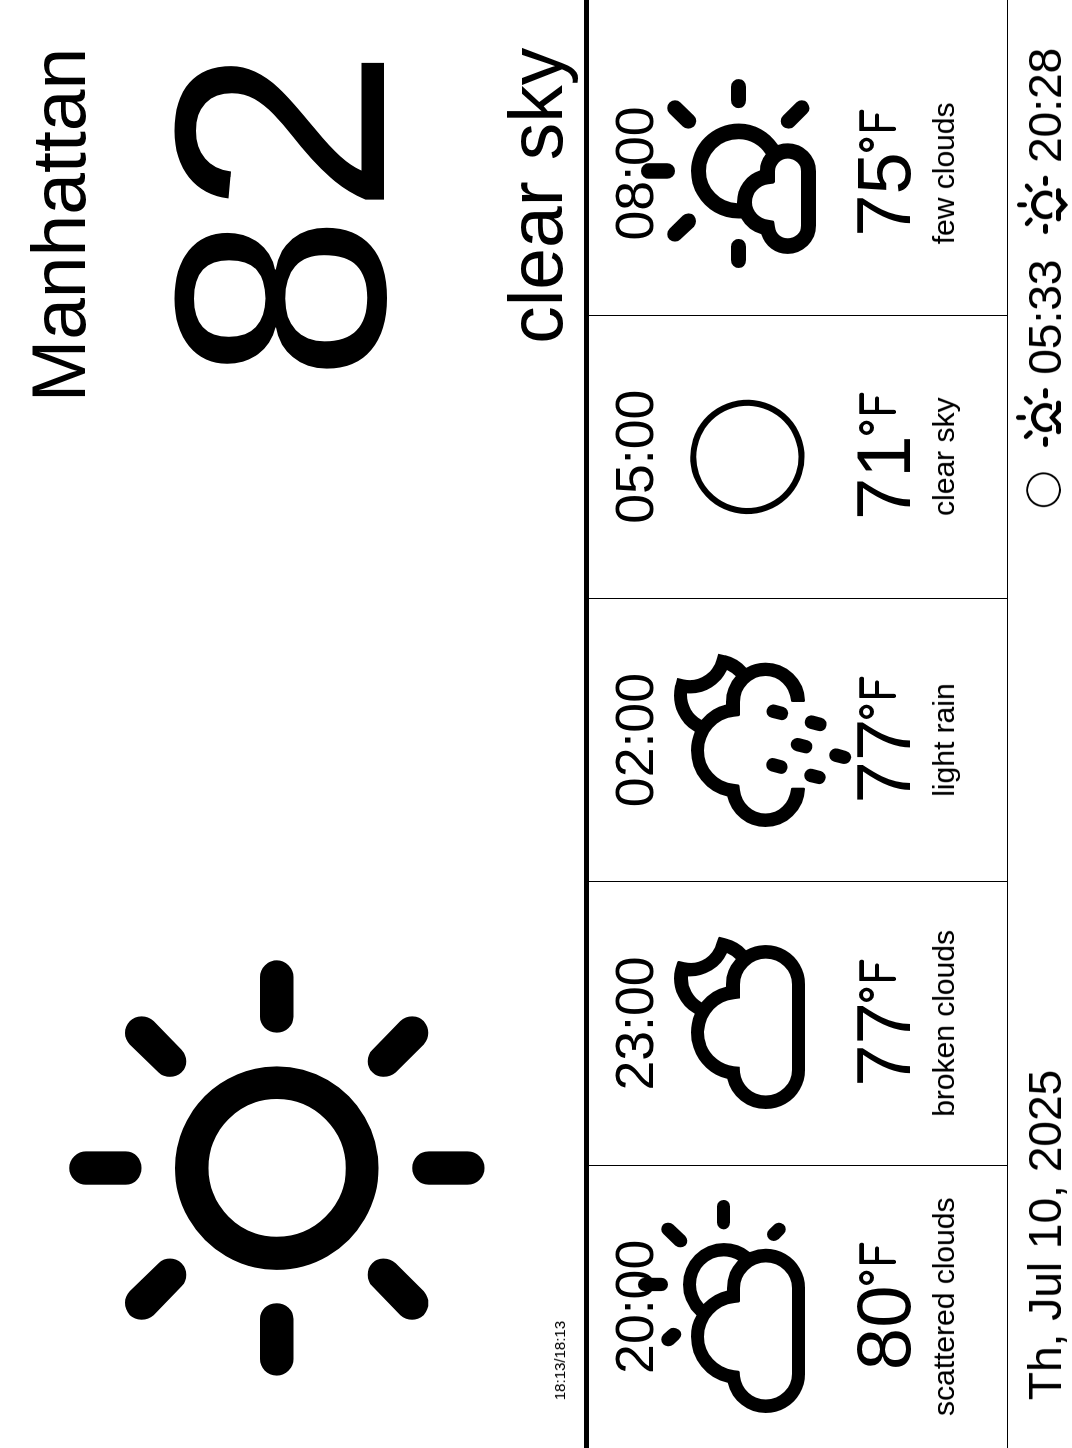 Manhattan
82
clear sky
18:13/18:13
20:00
80°F
scattered clouds
23:00
77°F
broken clouds
02:00
77°F
light rain
05:00
71°F
clear sky
08:00
75°F
few clouds
Th, Jul 10, 2025
05:33
20:28